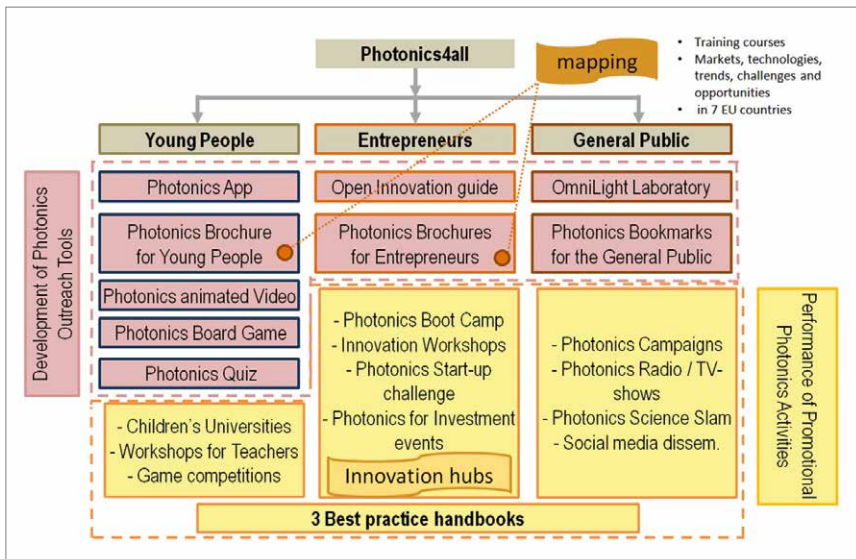 Photonics4all
mapping
• Training courses
• Markets, technologies,
trends, challenges and
opportunities
• in 7 EU countries
Young People
Entrepreneurs
General Public
Development of Photonics
Outreach Tools
Photonics App
Open Innovation guide
OmniLight Laboratory
Photonics Brochure
for Young People
Photonics Brochures
for Entrepreneurs
Photonics Bookmarks
for the General Public
Photonics animated Video
Photonics Board Game
Photonics Quiz
- Children's Universities
- Workshops for Teachers
- Game competitions
- Photonics Boot Camp
- Innovation Workshops
- Photonics Start-up
challenge
- Photonics for Investment
events
Innovation hubs
- Photonics Campaigns
- Photonics Radio / TV-
shows
- Photonics Science Slam
- Social media dissem.
Performance of Promotional
Photonics Activities
3 Best practice handbooks